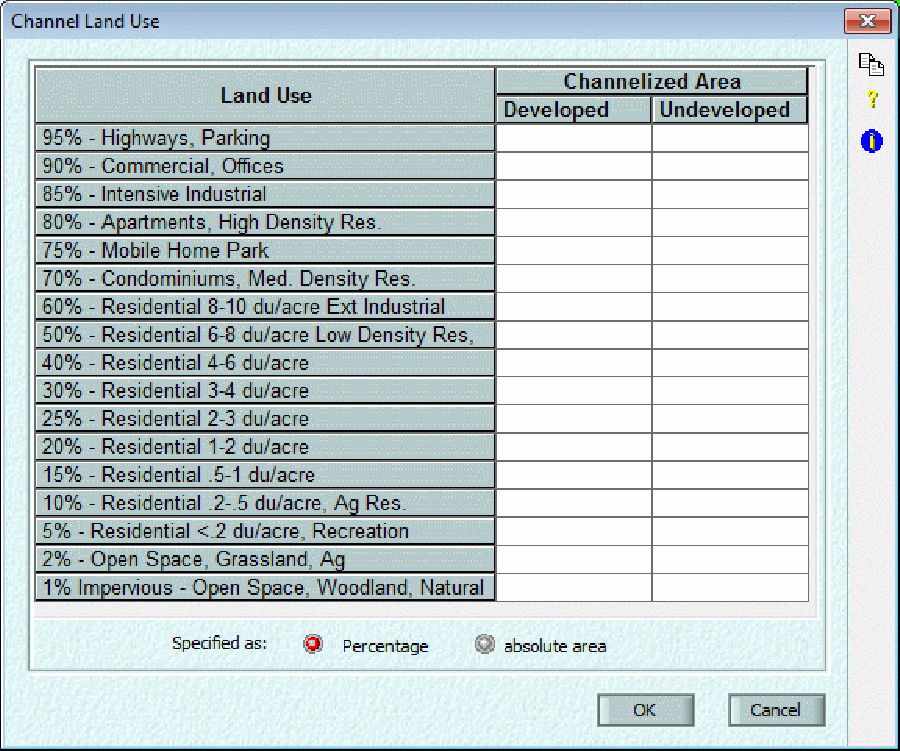 Channel Land Use
Land Use
Channelized Area
Developed
Undeveloped
95% - Highways, Parking
90% - Commercial, Offices
85% - Intensive Industrial
80% - Apartments, High Density Res.
75% - Mobile Home Park
70% - Condominiums, Med. Density Res.
60% - Residential 8-10 du/acre Ext Industrial
50% - Residential 6-8 du/acre Low Density Res,
40% - Residential 4-6 du/acre
30% - Residential 3-4 du/acre
25% - Residential 2-3 du/acre
20% - Residential 1-2 du/acre
15% - Residential .5-1 du/acre
10% - Residential .2-.5 du/acre, Ag Res.
5% - Residential <.2 du/acre, Recreation
2% - Open Space, Grassland, Ag
1% Impervious - Open Space, Woodland, Natural
Specified as: Percentage absolute area
OK Cancel